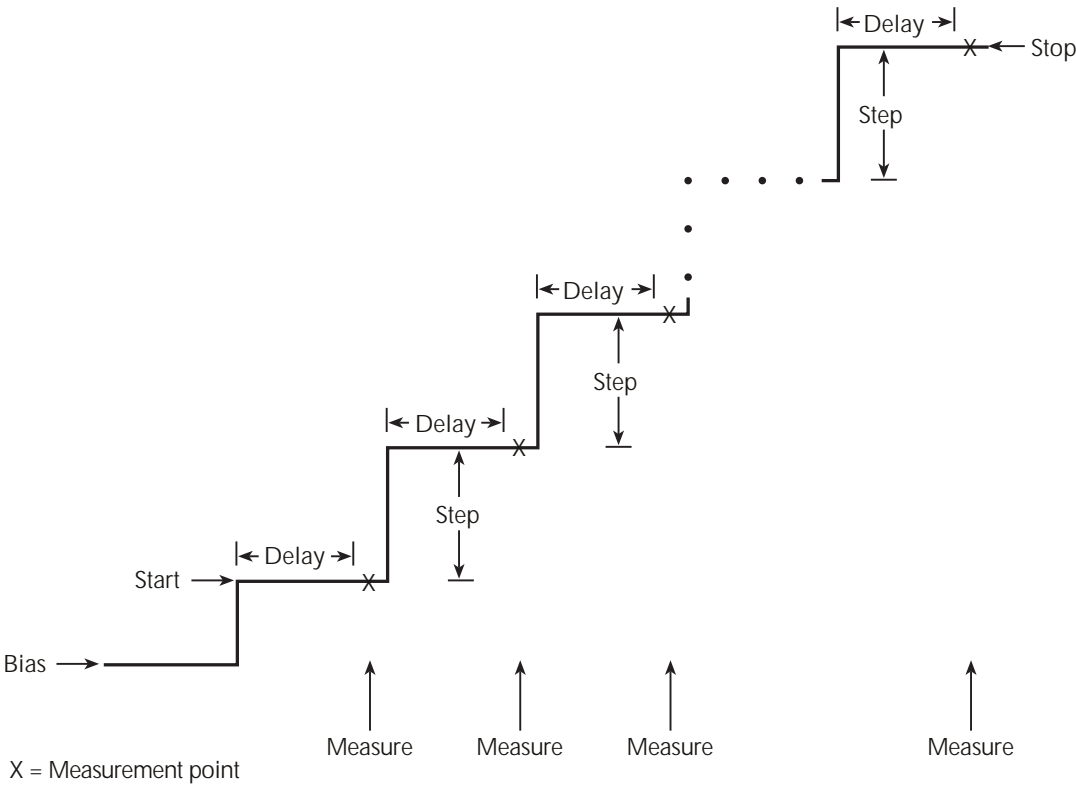 Delay
Stop
Step
Delay
Step
Delay
Step
Delay
Start
Bias
Measure Measure Measure Measure
X = Measurement point